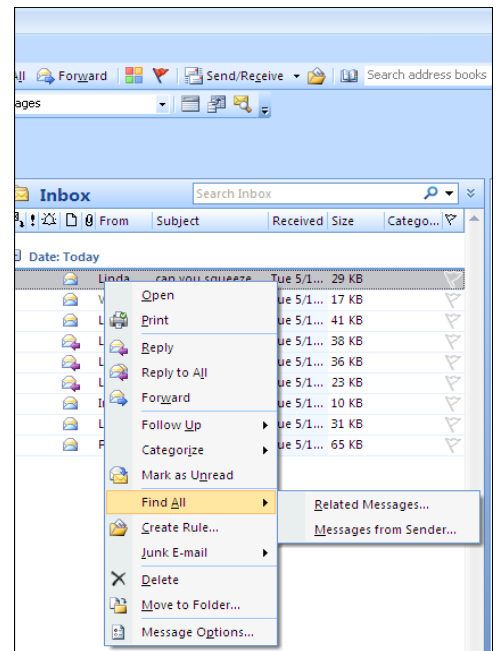 All Forward Send/Receive Search address books
ages
Inbox Search Inbox
From Subject Received Size Catego...
Date: Today
Linda can you squeeze Tue 5/1... 29 KB
ue 5/1... 17 KB
ue 5/1... 41 KB
ue 5/1... 38 KB
ue 5/1... 36 KB
ue 5/1... 23 KB
ue 5/1... 10 KB
ue 5/1... 31 KB
ue 5/1... 65 KB
Open
Print
Reply
Reply to All
Forward
Follow Up
Categorize
Mark as Unread
Find All
Create Rule...
Junk E-mail
Delete
Move to Folder...
Message Options...
Related Messages...
Messages from Sender...